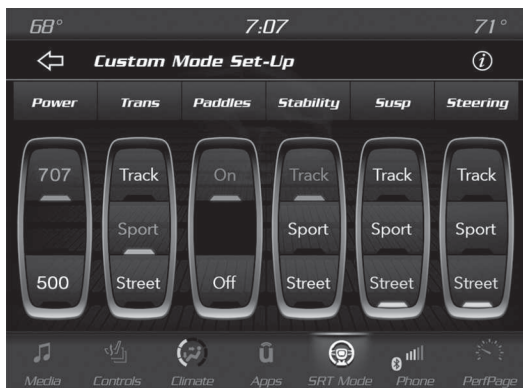 68° 7:07 71°
Custom Mode Set-Up i
Power Trans Paddles Stability Susp Steering
707 Track On Track Track Track
Sport Sport Sport Sport
500 Street Off Street Street Street
Media Controls Climate Apps SRT Mode Phone PerfPage